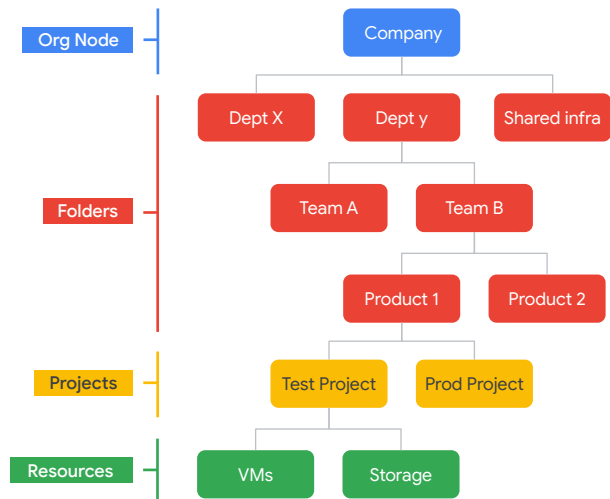 Org Node
Company
Dept X
Dept y
Shared infra
Folders
Team A
Team B
Product 1
Product 2
Projects
Test Project
Prod Project
Resources
VMs
Storage